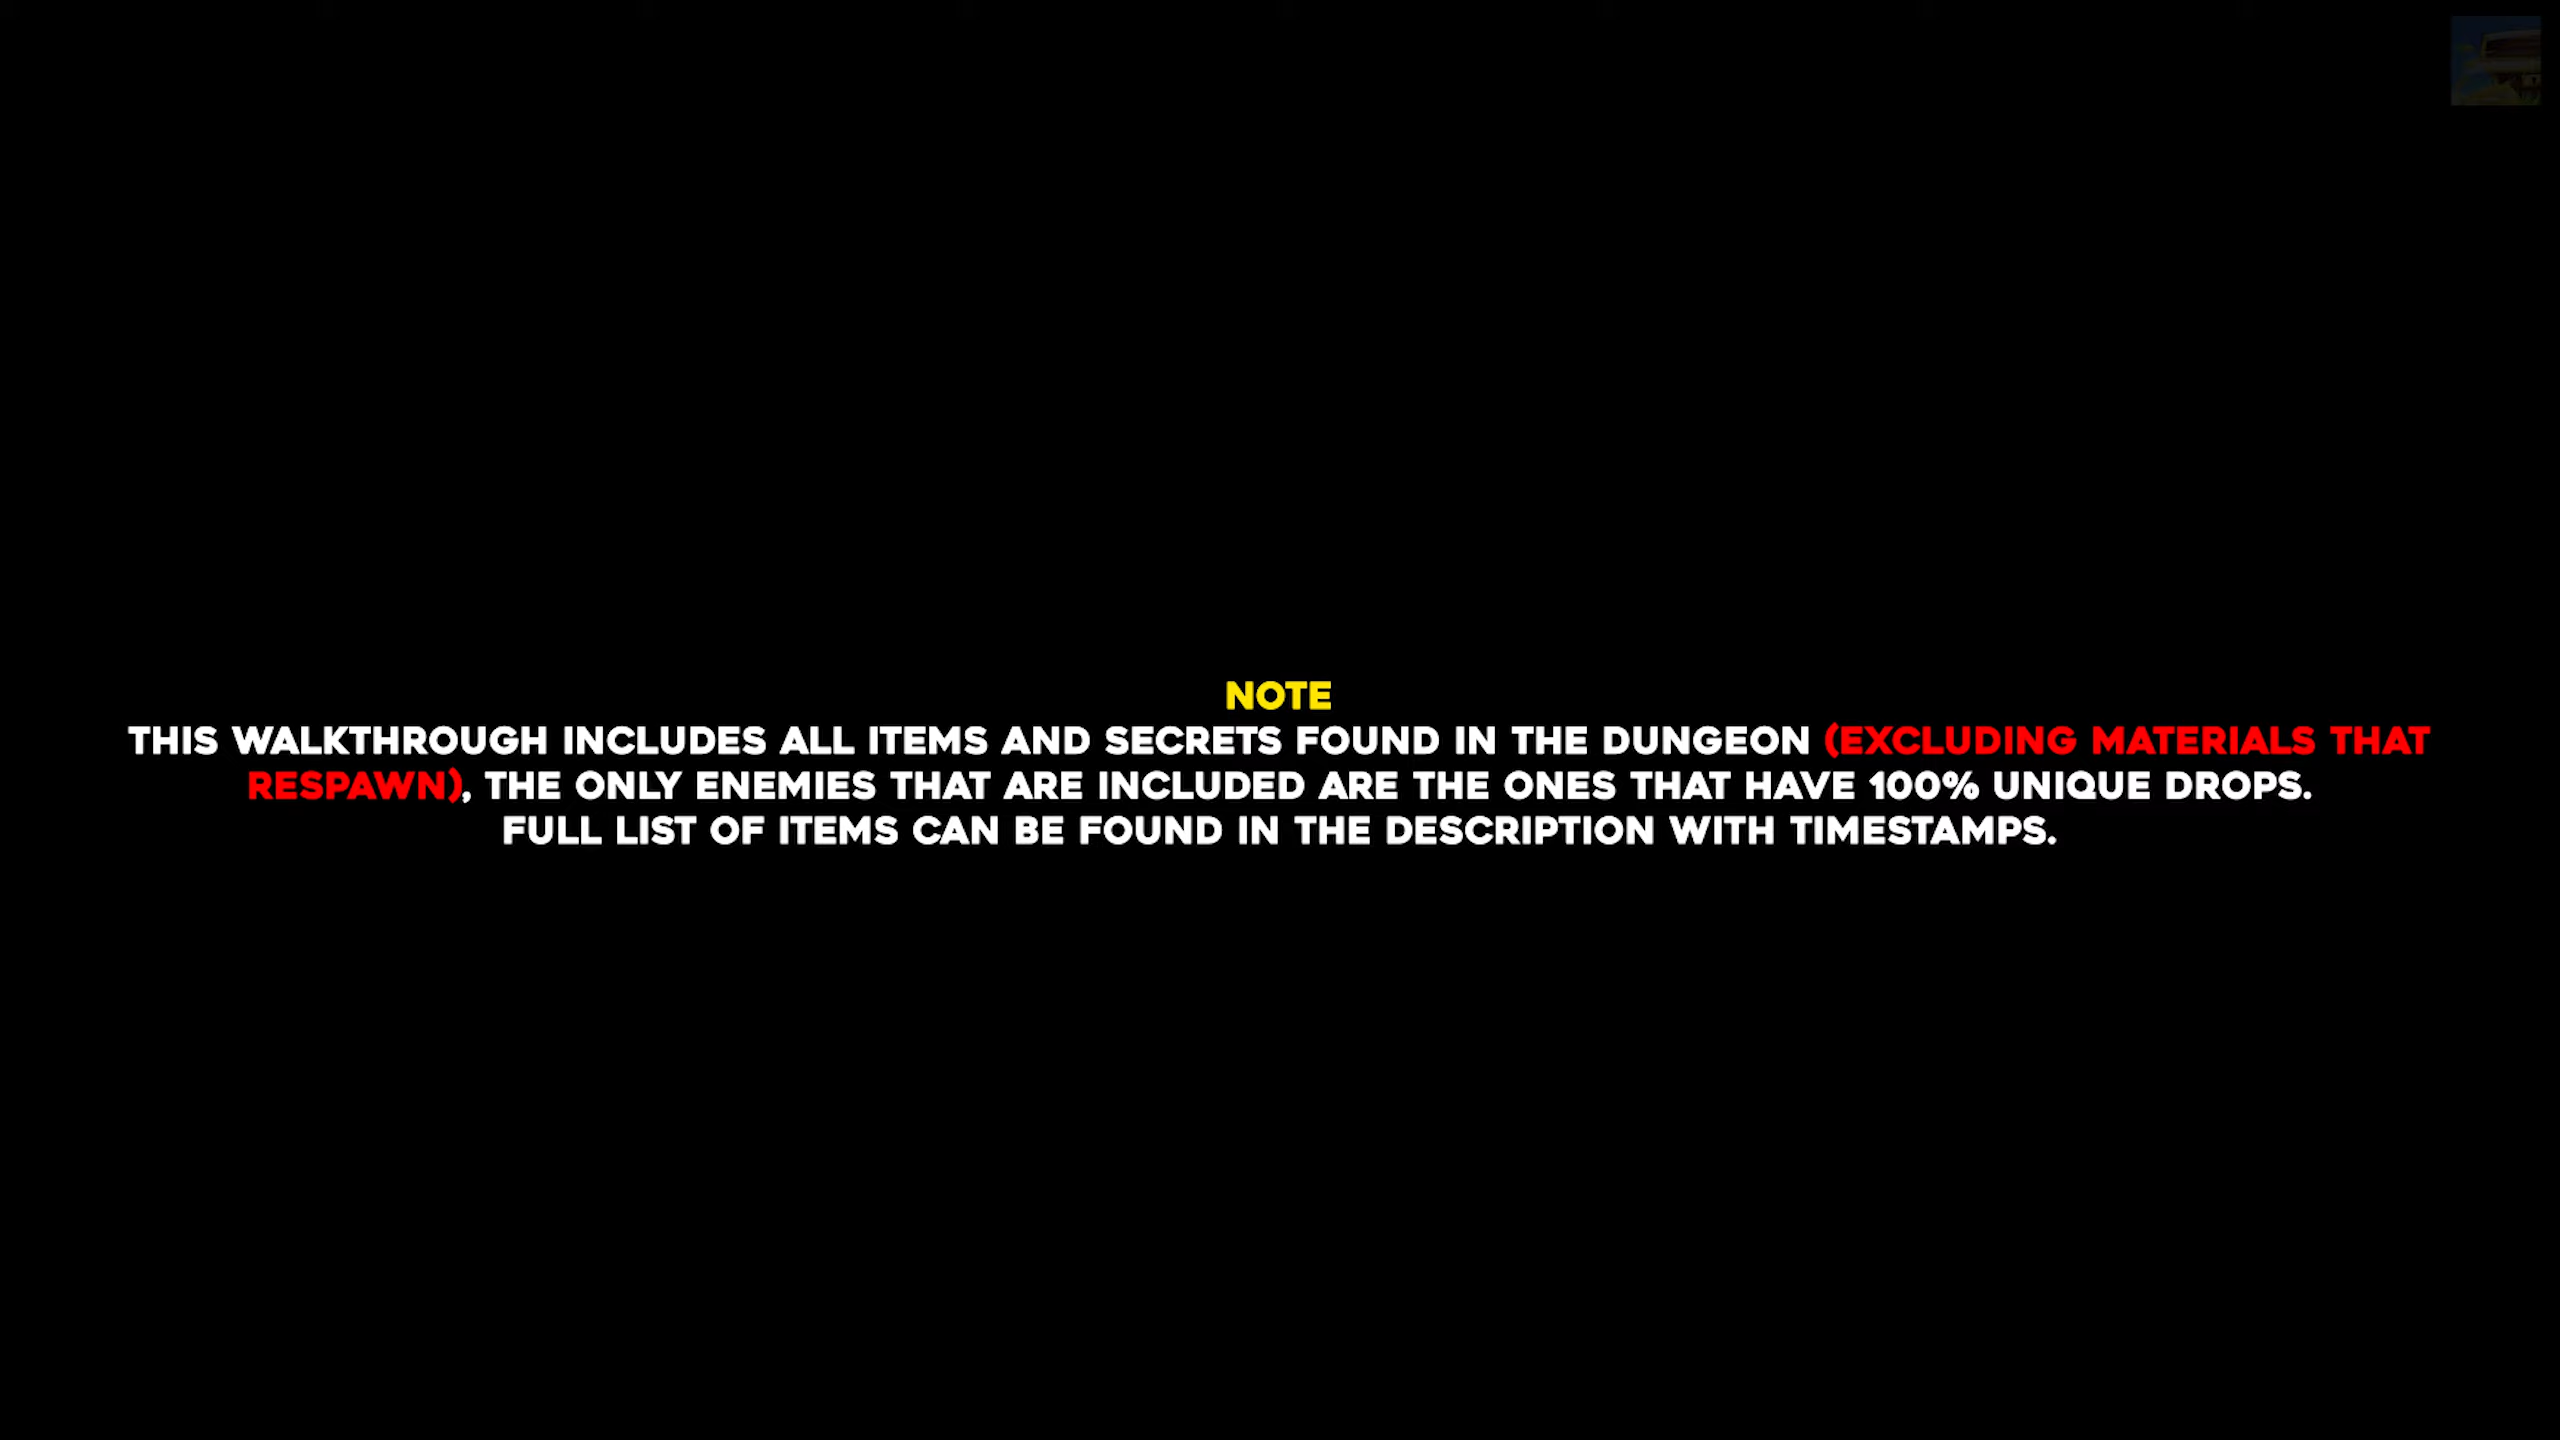 NOTE
THIS WALKTHROUGH INCLUDES ALL ITEMS AND SECRETS FOUND IN THE DUNGEON (EXCLUDING MATERIALS THAT
RESPAWN), THE ONLY ENEMIES THAT ARE INCLUDED ARE THE ONES THAT HAVE 100% UNIQUE DROPS.
FULL LIST OF ITEMS CAN BE FOUND IN THE DESCRIPTION WITH TIMESTAMPS.